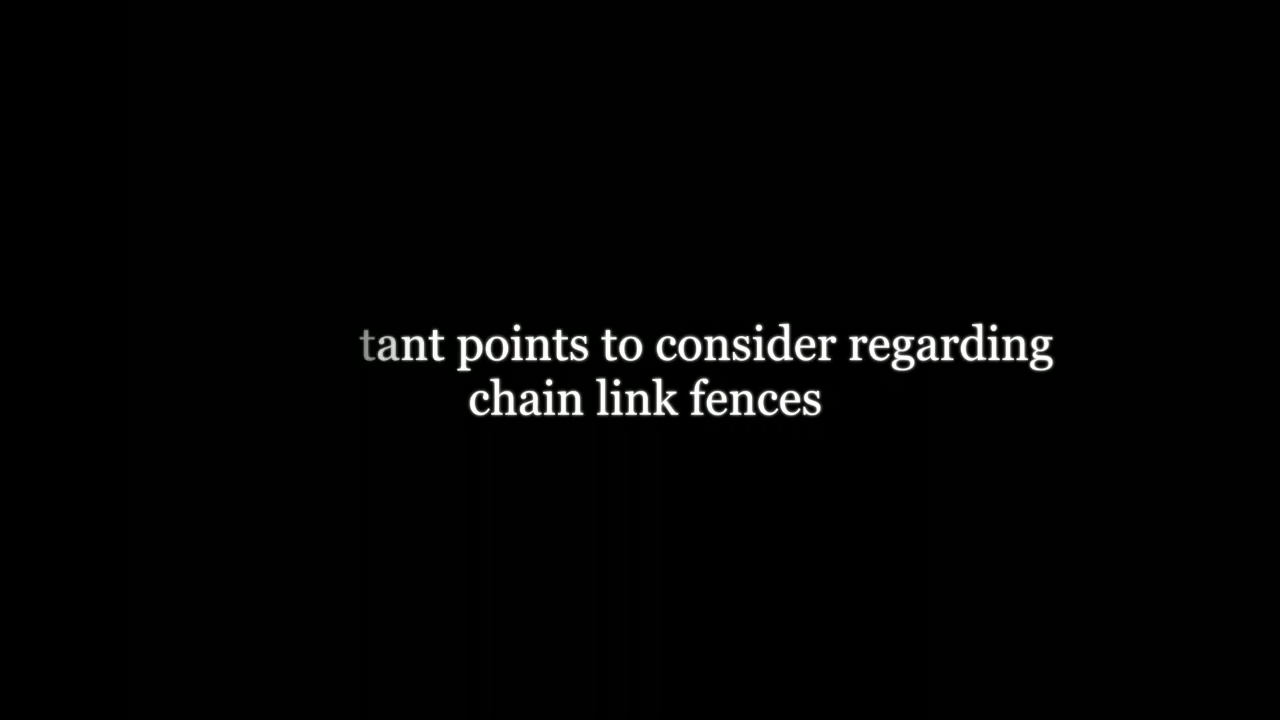 tant points to consider regarding
chain link fences